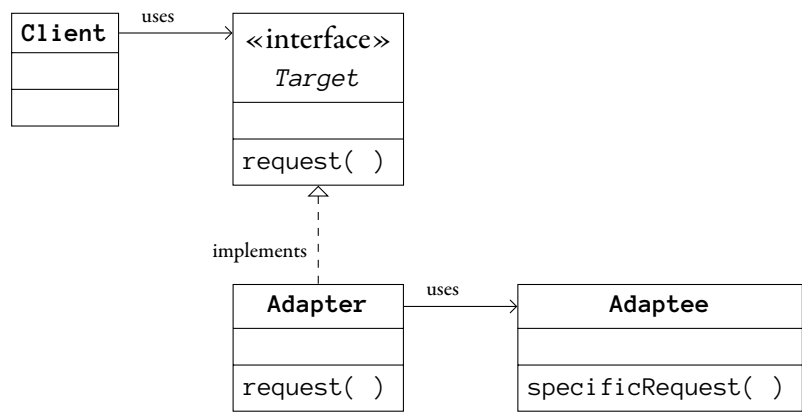 Client
uses
«interface»
Target
request( )
implements
Adapter
request( )
uses
Adaptee
specificRequest( )